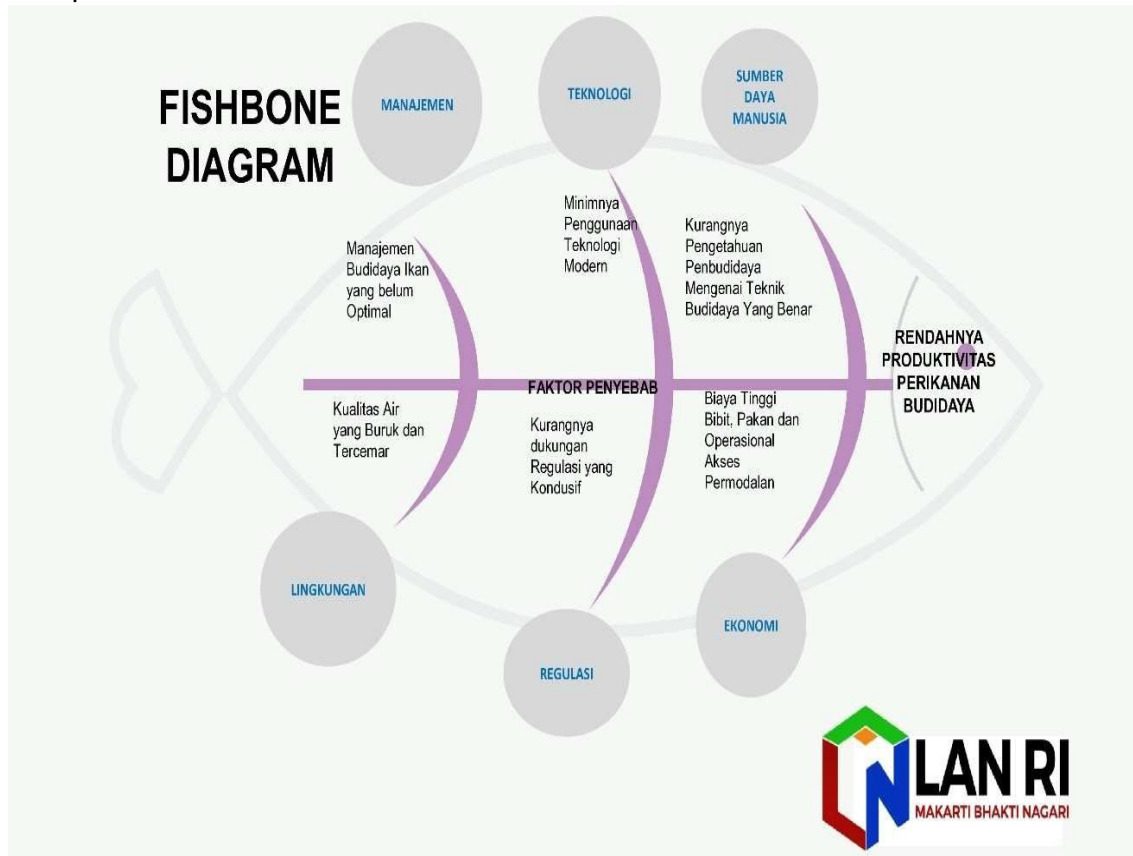 FISHBONE
DIAGRAM
MANAJEMEN
TEKNOLOGI
SUMBER
DAYA
MANUSIA
Manajemen
Budidaya Ikan
yang belum
Optimal
Minimnya
Penggunaan
Teknologi
Modern
Kurangnya
Pengetahuan
Penbudidaya
Mengenai Teknik
Budidaya Yang Benar
RENDAHNYA
PRODUKTIVITAS
PERIKANAN
BUDIDAYA
FAKTOR PENYEBAB
Kualitas Air
yang Buruk dan
Tercemar
Kurangnya
dukungan
Regulasi yang
Kondusif
Biaya Tinggi
Bibit, Pakan dan
Operasional
Akses
Permodalan
LINGKUNGAN
REGULASI
EKONOMI
LAN RI
MAKARTI BHAKTI NAGARI